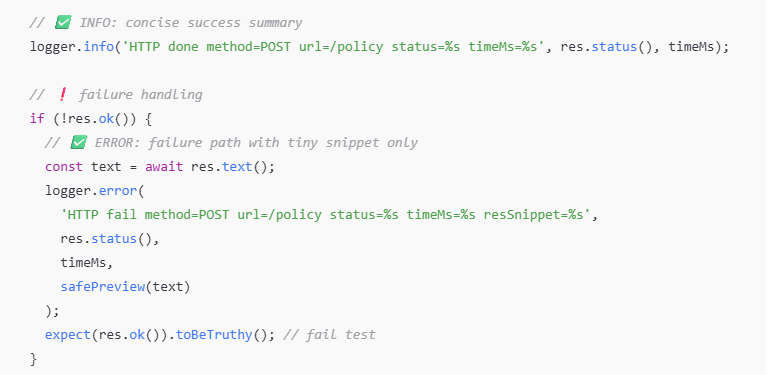 // ✅ INFO: concise success summary
logger.info('HTTP done method=POST url=/policy status=%s timeMs=%s', res.status(), timeMs);
// ❗ failure handling
if (!res.ok()) {
// ✅ ERROR: failure path with tiny snippet only
const text = await res.text();
logger.error(
'HTTP fail method=POST url=/policy status=%s timeMs=%s resSnippet=%s',
res.status(),
timeMs,
safePreview(text)
);
expect(res.ok()).toBeTruthy(); // fail test
}